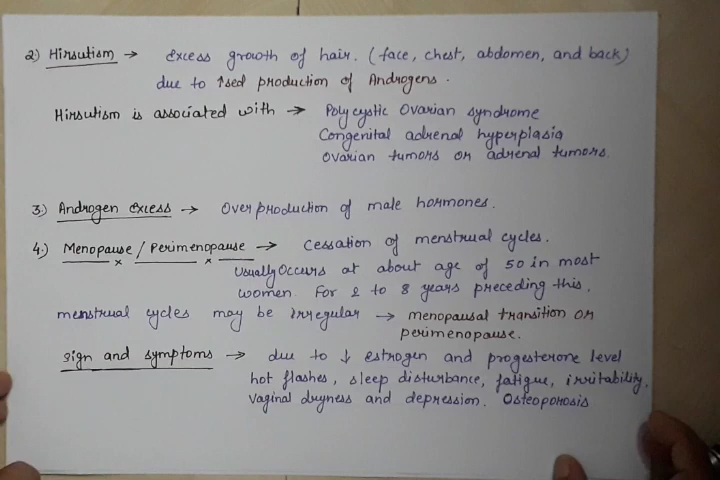 2) Hirsutism → Excess growth of hair. (face, chest, abdomen, and back)
due to ↑sed production of Androgens.
Hirsutism is associated with → Polycystic Ovarian syndrome
Congenital adrenal hyperplasia
Ovarian tumors or adrenal tumors.
3.) Androgen Excess → Overproduction of male hormones.
4.) Menopause / Perimenopause → Cessation of menstrual cycles.
Usually Occurs at about age of 50 in most
women. For 2 to 8 years preceding this,
menstrual cycles may be irregular → menopausal transition or
perimenopause.
Sign and symptoms → due to ↓ estrogen and progesterone level
hot flashes, sleep disturbance, fatigue, irritability,
Vaginal dryness and depression. Osteoporosis